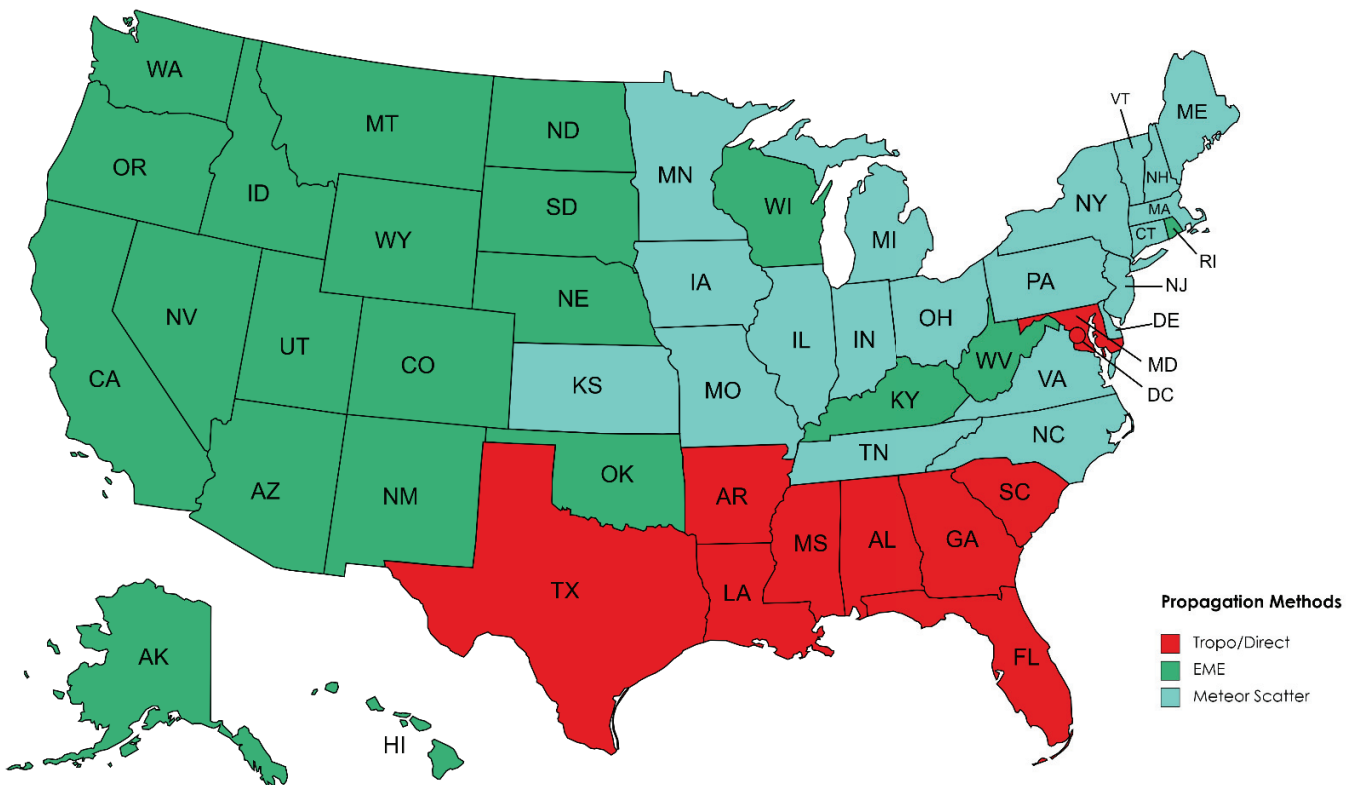 WA
MT
ND
MN
VT
ME
OR
ID
SD
WI
NY
NH
MA
CT
RI
WY
MI
IA
PA
NJ
NE
NV
UT
CO
IL
IN
OH
DE
MD
DC
CA
KS
MO
WV
VA
KY
NC
TN
AZ
NM
OK
AR
SC
MS
AL
GA
TX
LA
FL
AK
HI
Propagation Methods
Tropo/Direct
EME
Meteor Scatter